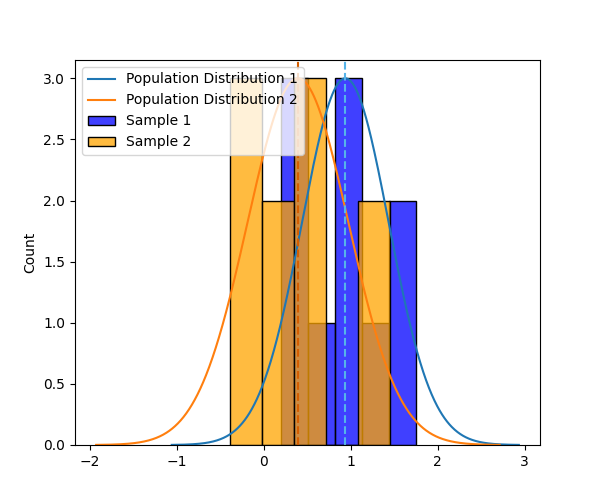 Population Distribution 1
Population Distribution 2
Sample 1
Sample 2
Count
3.0
2.5
2.0
1.5
1.0
0.5
0.0
−2
−1
0
1
2
3